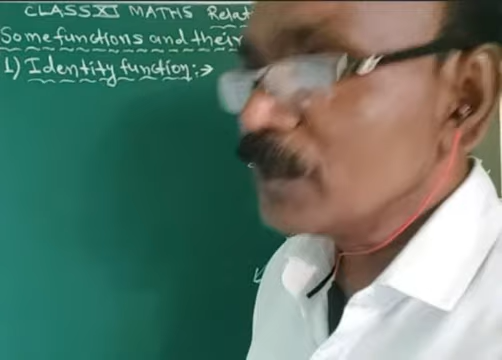 CLASS XI MATHS Relat
Some functions and their
1) Identity function:→